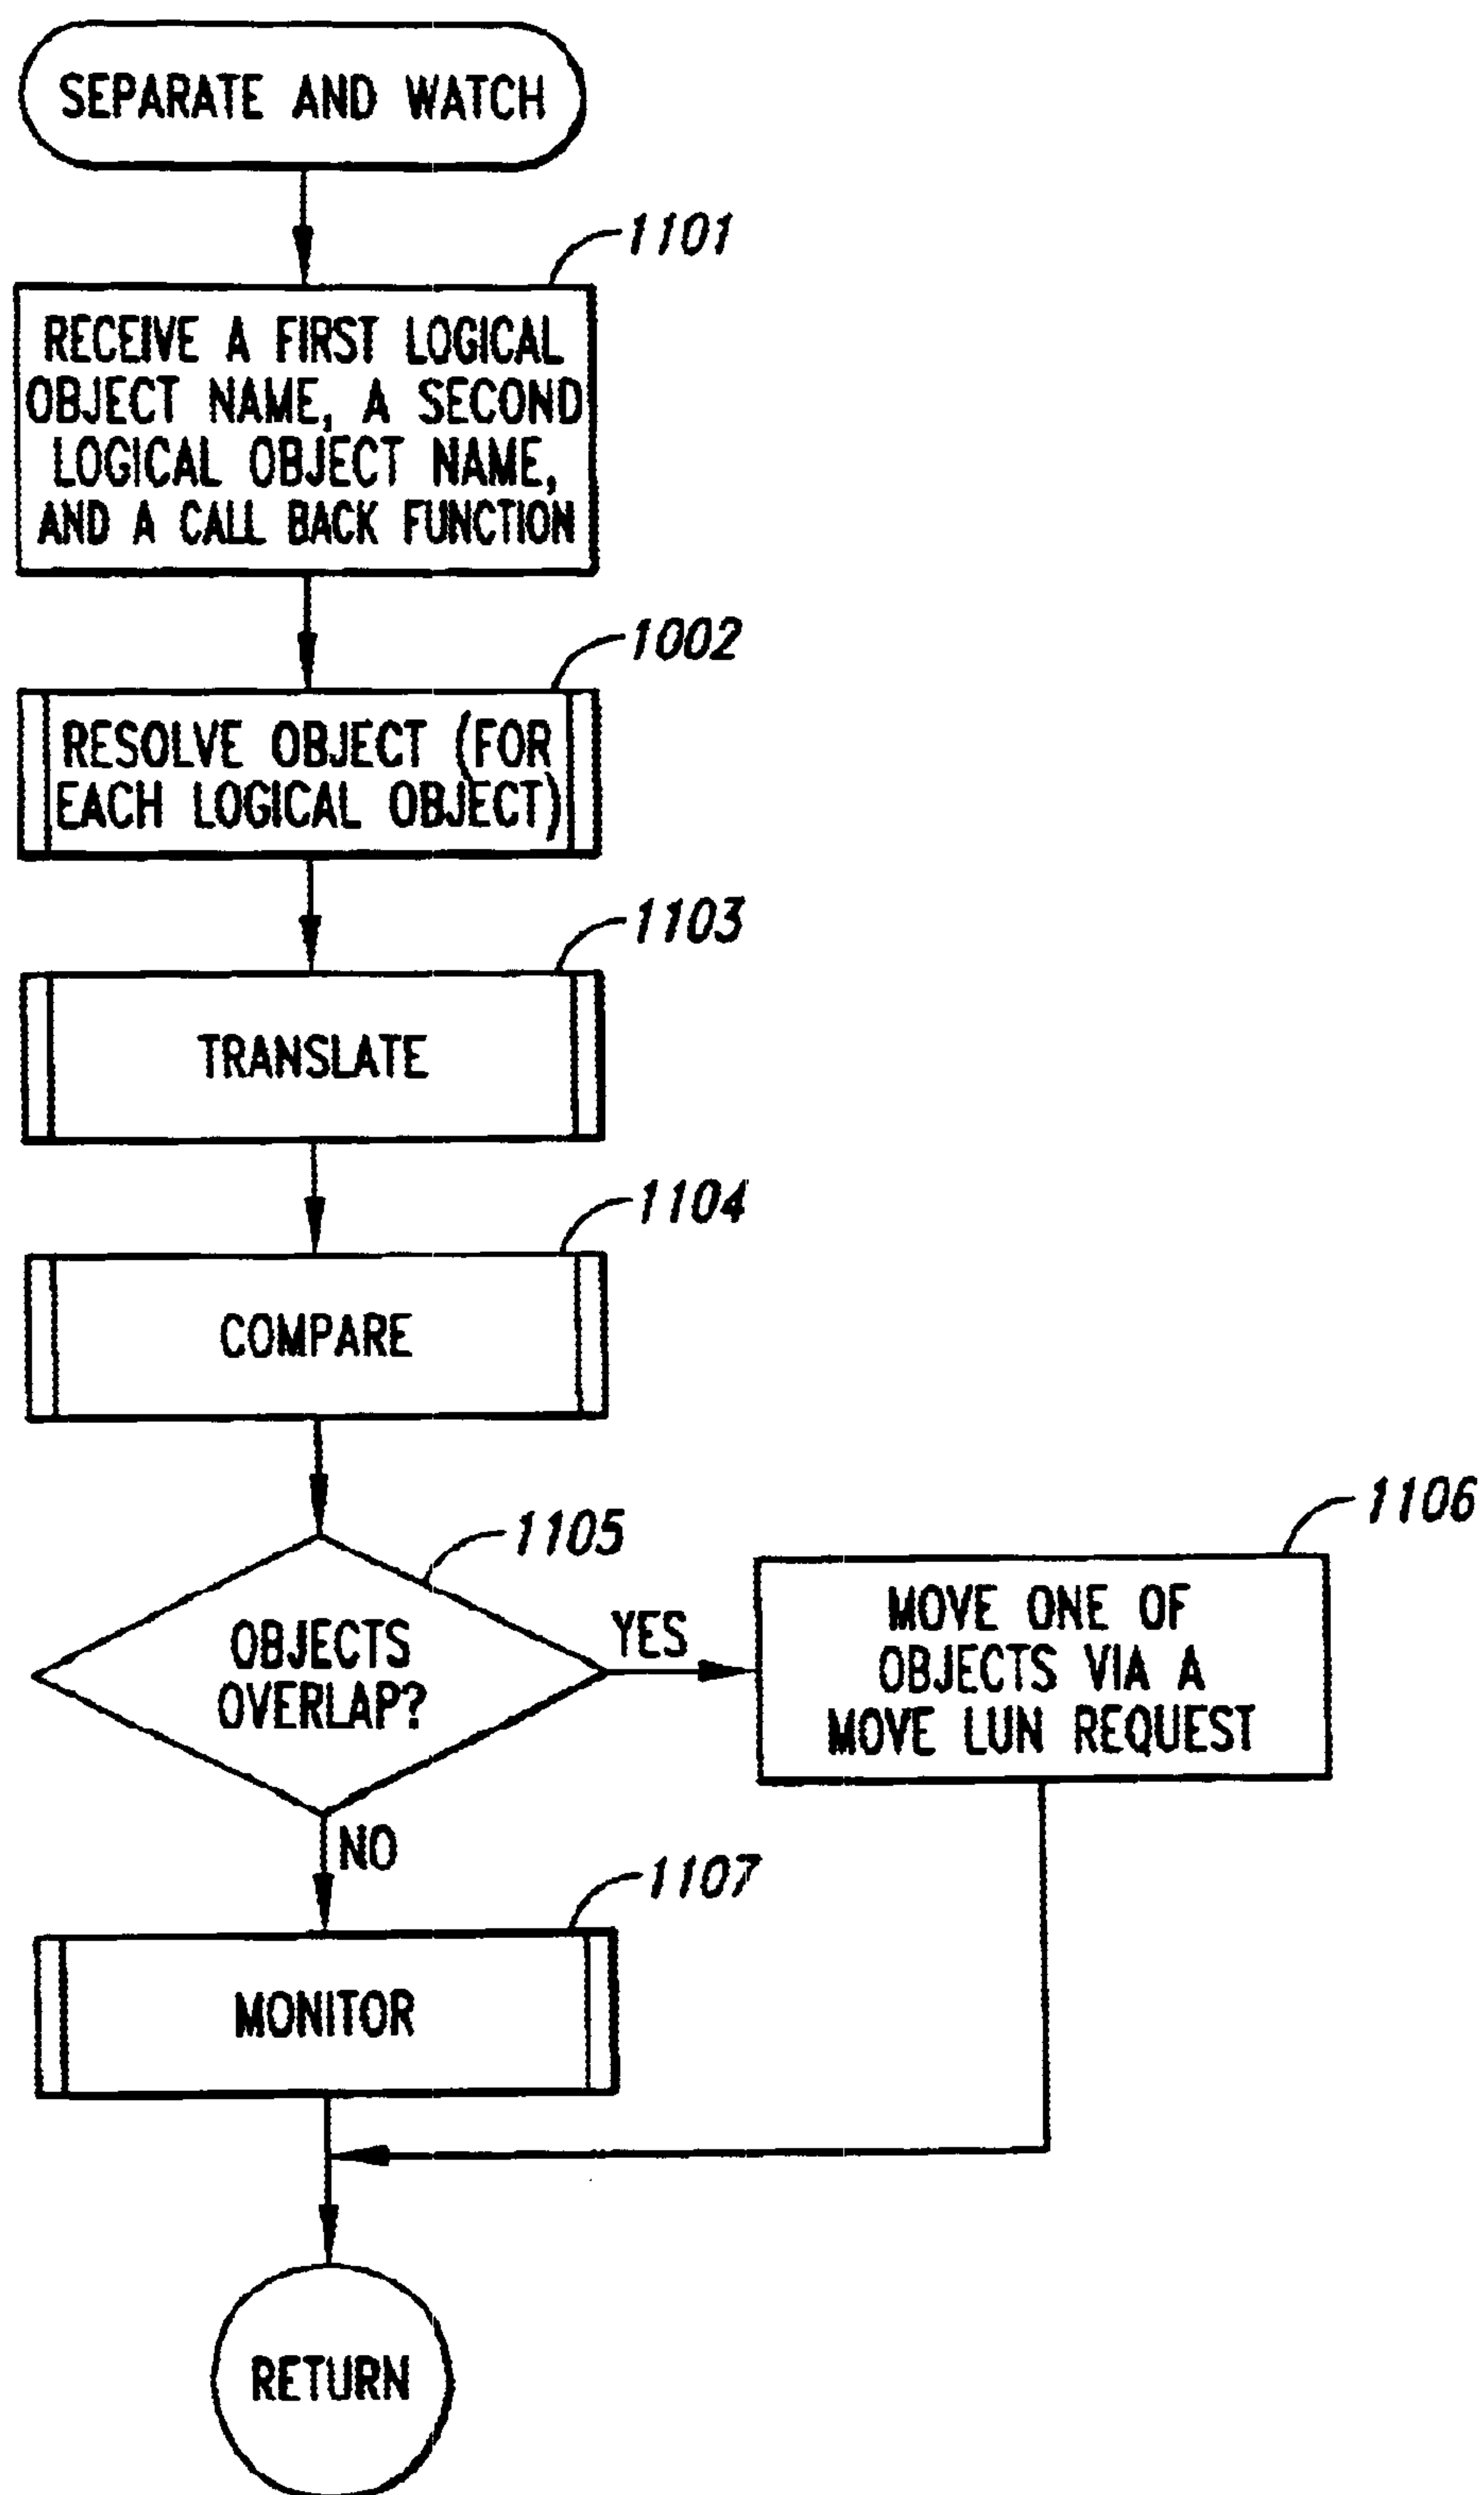 SEPARATE AND WATCH
1101
RECEIVE A FIRST LOGICAL
OBJECT NAME, A SECOND
LOGICAL OBJECT NAME,
AND A CALL BACK FUNCTION
1002
RESOLVE OBJECT (FOR
EACH LOGICAL OBJECT)
1103
TRANSLATE
1104
COMPARE
1105
OBJECTS
OVERLAP?
YES
1106
MOVE ONE OF
OBJECTS VIA A
MOVE LUN REQUEST
NO
1107
MONITOR
RETURN